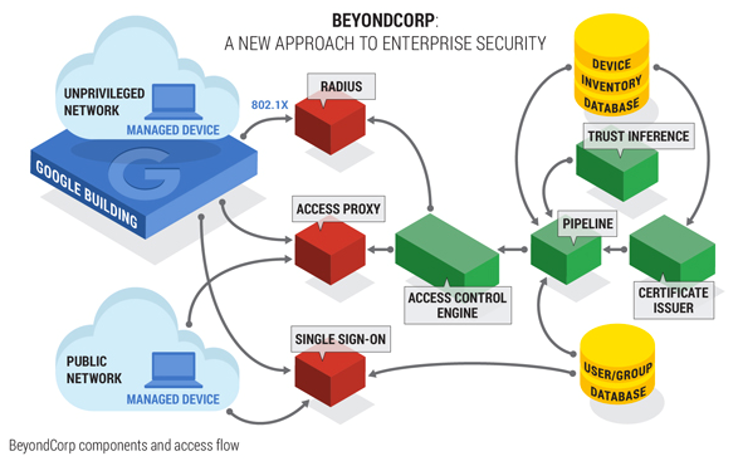 BEYONDCORP:
A NEW APPROACH TO ENTERPRISE SECURITY
UNPRIVILEGED
NETWORK
MANAGED DEVICE
G
GOOGLE BUILDING
802.1X
RADIUS
ACCESS PROXY
SINGLE SIGN-ON
ACCESS CONTROL
ENGINE
PIPELINE
DEVICE
INVENTORY
DATABASE
TRUST INFERENCE
CERTIFICATE
ISSUER
USER/GROUP
DATABASE
PUBLIC
NETWORK
MANAGED DEVICE
BeyondCorp components and access flow